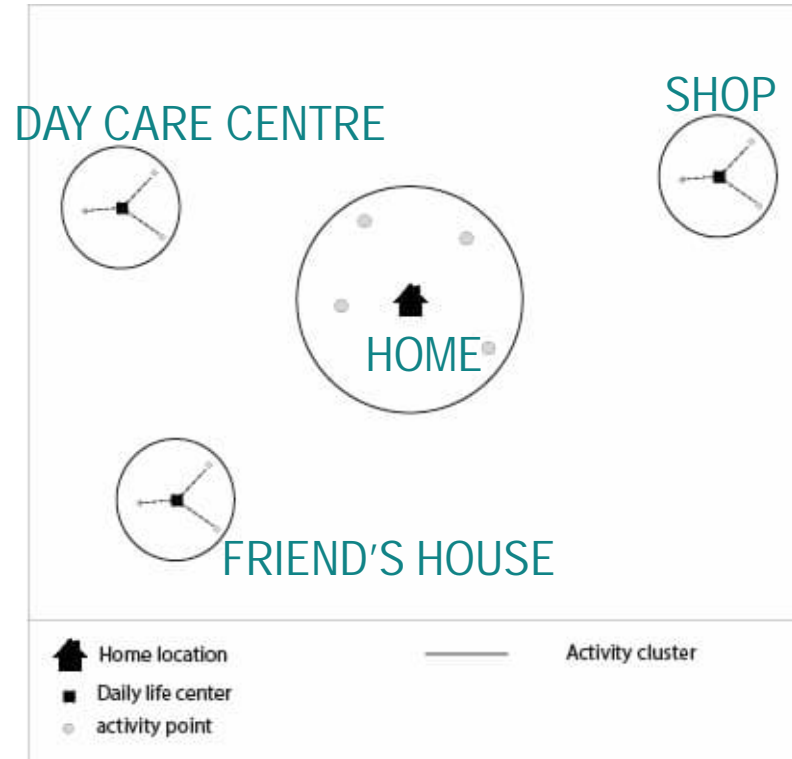 SHOP
DAY CARE CENTRE
HOME
FRIEND'S HOUSE
Home location
Activity cluster
Daily life center
activity point